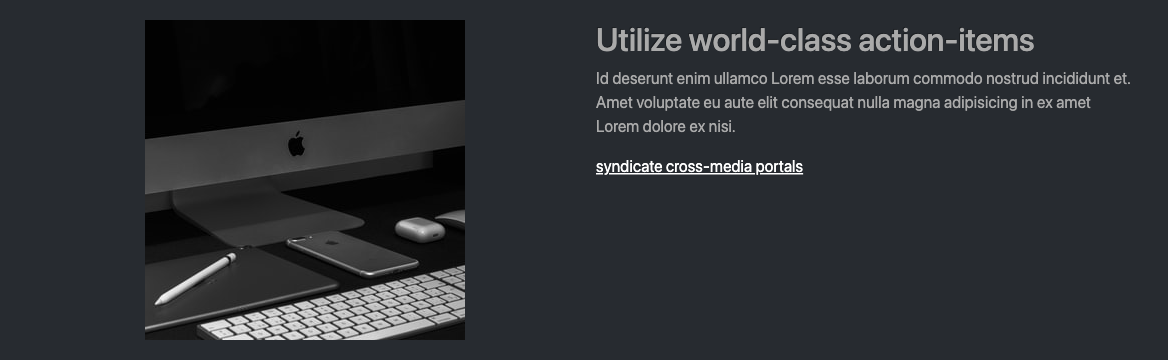 Utilize world-class action-items
Id deserunt enim ullamco Lorem esse laborum commodo nostrud incididunt et.
Amet voluptate eu aute elit consequat nulla magna adipisicing in ex amet
Lorem dolore ex nisi.
syndicate cross-media portals